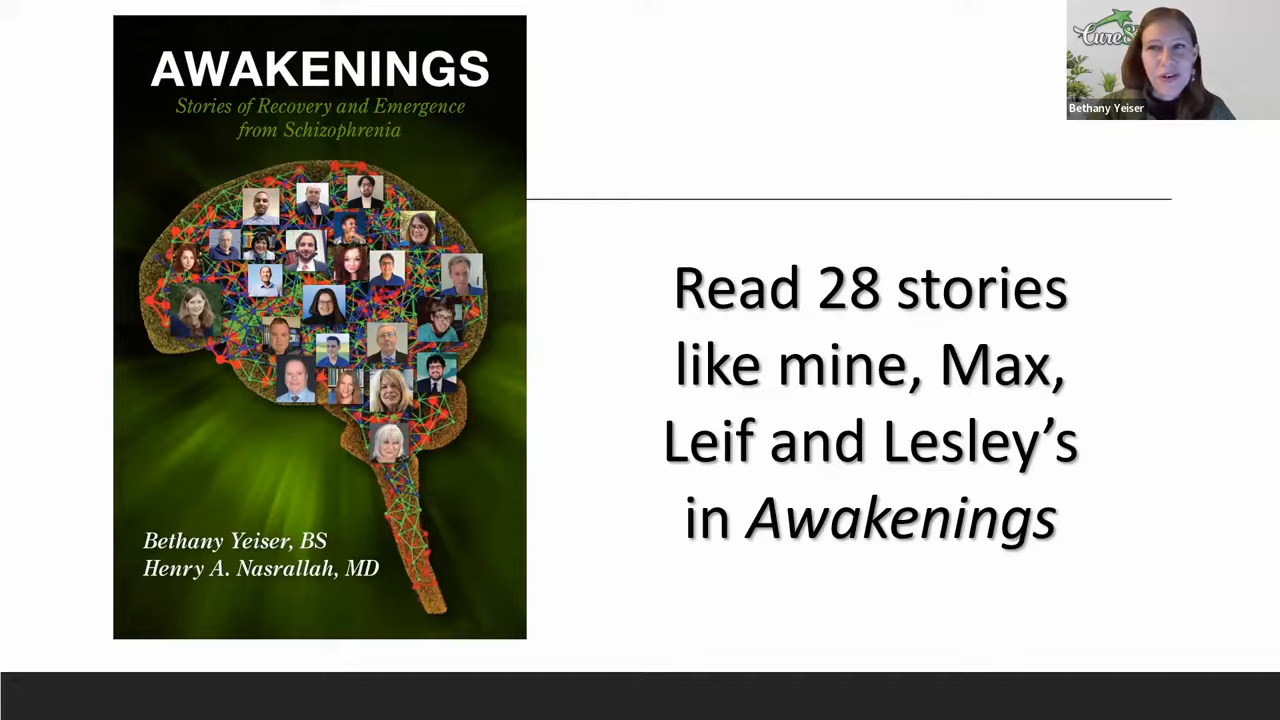 AWAKENINGS
Stories of Recovery and Emergence
from Schizophrenia
Bethany Yeiser, BS
Henry A. Nasrallah, MD
Read 28 stories
like mine, Max,
Leif and Lesley’s
in Awakenings
Bethany Yeiser